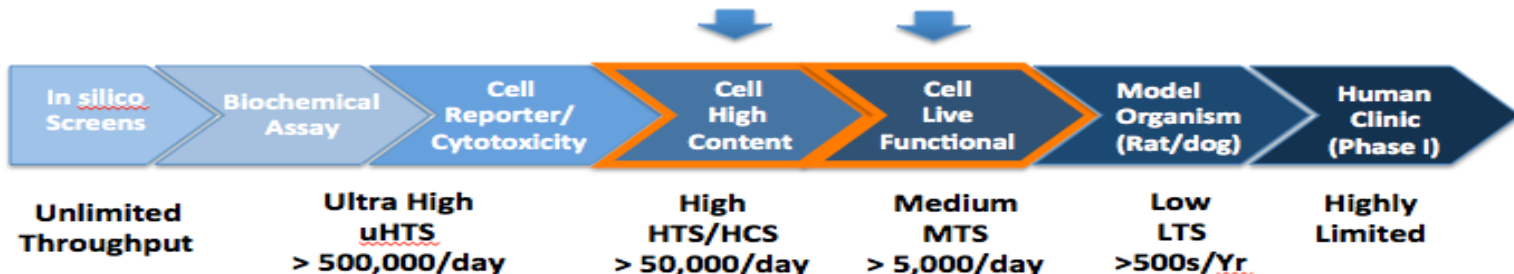 In silico
Screens
Biochemical
Assay
Cell
Reporter/
Cytotoxicity
Cell
High
Content
Cell
Live
Functional
Model
Organism
(Rat/dog)
Human
Clinic
(Phase I)
Unlimited
Throughput
Ultra High
uHTS
> 500,000/day
High
HTS/HCS
> 50,000/day
Medium
MTS
> 5,000/day
Low
LTS
>500s/Yr
Highly
Limited